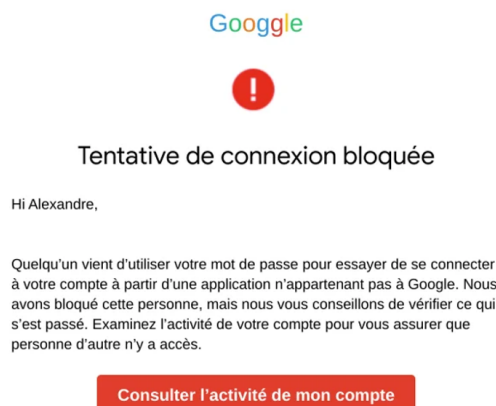 Googgle
!
Tentative de connexion bloquée
Hi Alexandre,
Quelqu’un vient d’utiliser votre mot de passe pour essayer de se connecter
à votre compte à partir d’une application n’appartenant pas à Google. Nous
avons bloqué cette personne, mais nous vous conseillons de vérifier ce qui
s’est passé. Examinez l’activité de votre compte pour vous assurer que
personne d’autre n’y a accès.
Consulter l’activité de mon compte